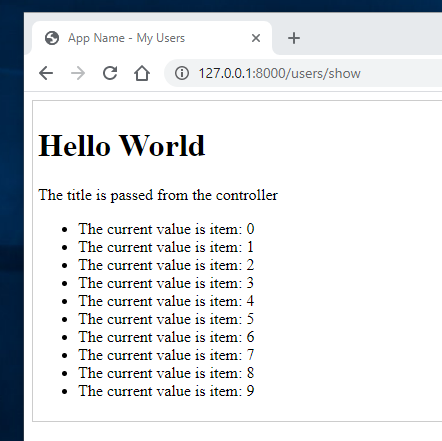 App Name - My Users
127.0.0.1:8000/users/show
Hello World
The title is passed from the controller
The current value is item: 0
The current value is item: 1
The current value is item: 2
The current value is item: 3
The current value is item: 4
The current value is item: 5
The current value is item: 6
The current value is item: 7
The current value is item: 8
The current value is item: 9